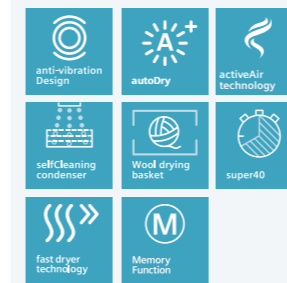 anti-vibration
Design
A
+
autoDry
activeAir
technology
selfCleaning
condenser
Wool drying
basket
super40
fast dryer
technology
M
Memory
Function